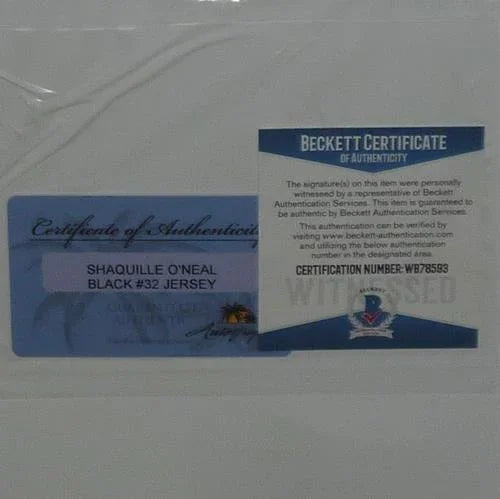 BECKETT CERTIFICATE
OF AUTHENTICITY
The signature(s) on this item were personally
witnessed by a representative of Beckett
Authentication Services. This item is guaranteed to
be authentic by Beckett Authentication Services.
This authentication can be verified by
visiting www.beckett-authentication.com
and utilizing the below authentication
number in the designated area.
CERTIFICATION NUMBER: WB78593
WITNESSED
BECKETT
B
Certificate of Authenticity
SHAQUILLE O'NEAL
BLACK #32 JERSEY
GUARANTEED
AUTHENTIC